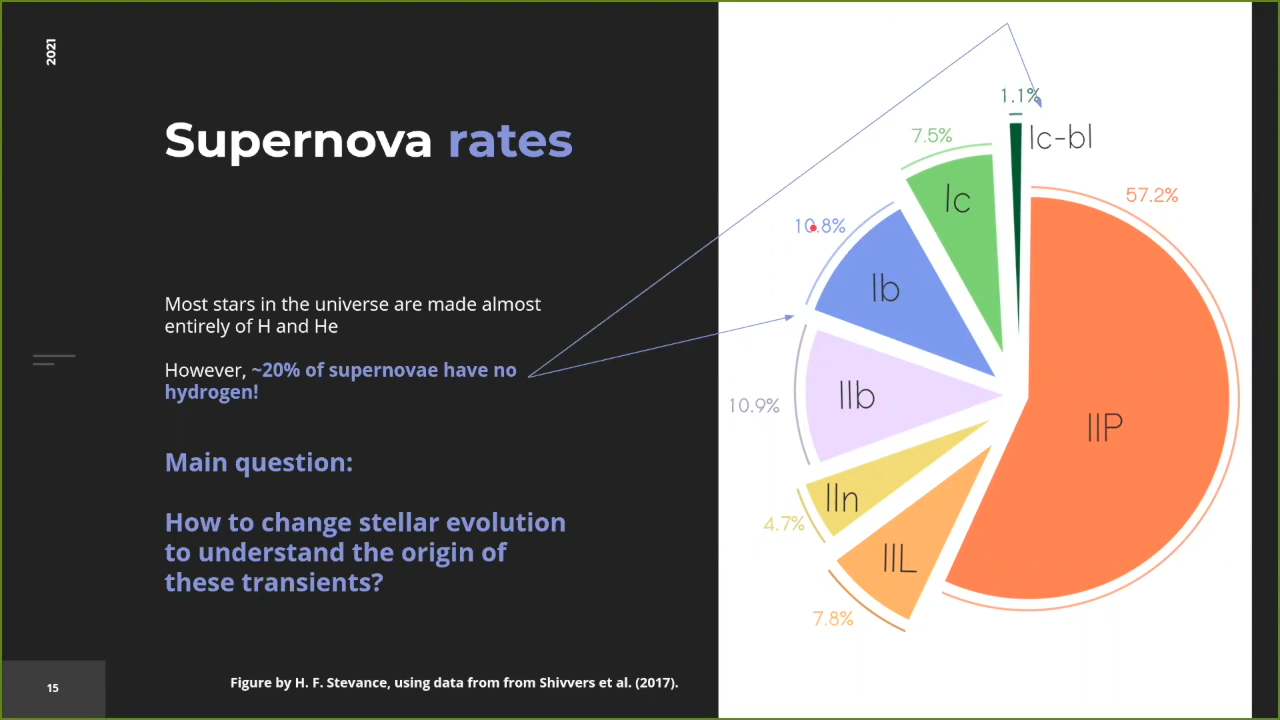 2021
Supernova rates
Most stars in the universe are made almost
entirely of H and He
However, ~20% of supernovae have no
hydrogen!
Main question:
How to change stellar evolution
to understand the origin of
these transients?
15
Figure by H. F. Stevance, using data from from Shivvers et al. (2017).
1.1%
Ic-bl
7.5%
Ic
57.2%
10.8%
Ib
IIb
10.9%
IIP
IIn
4.7%
IIL
7.8%